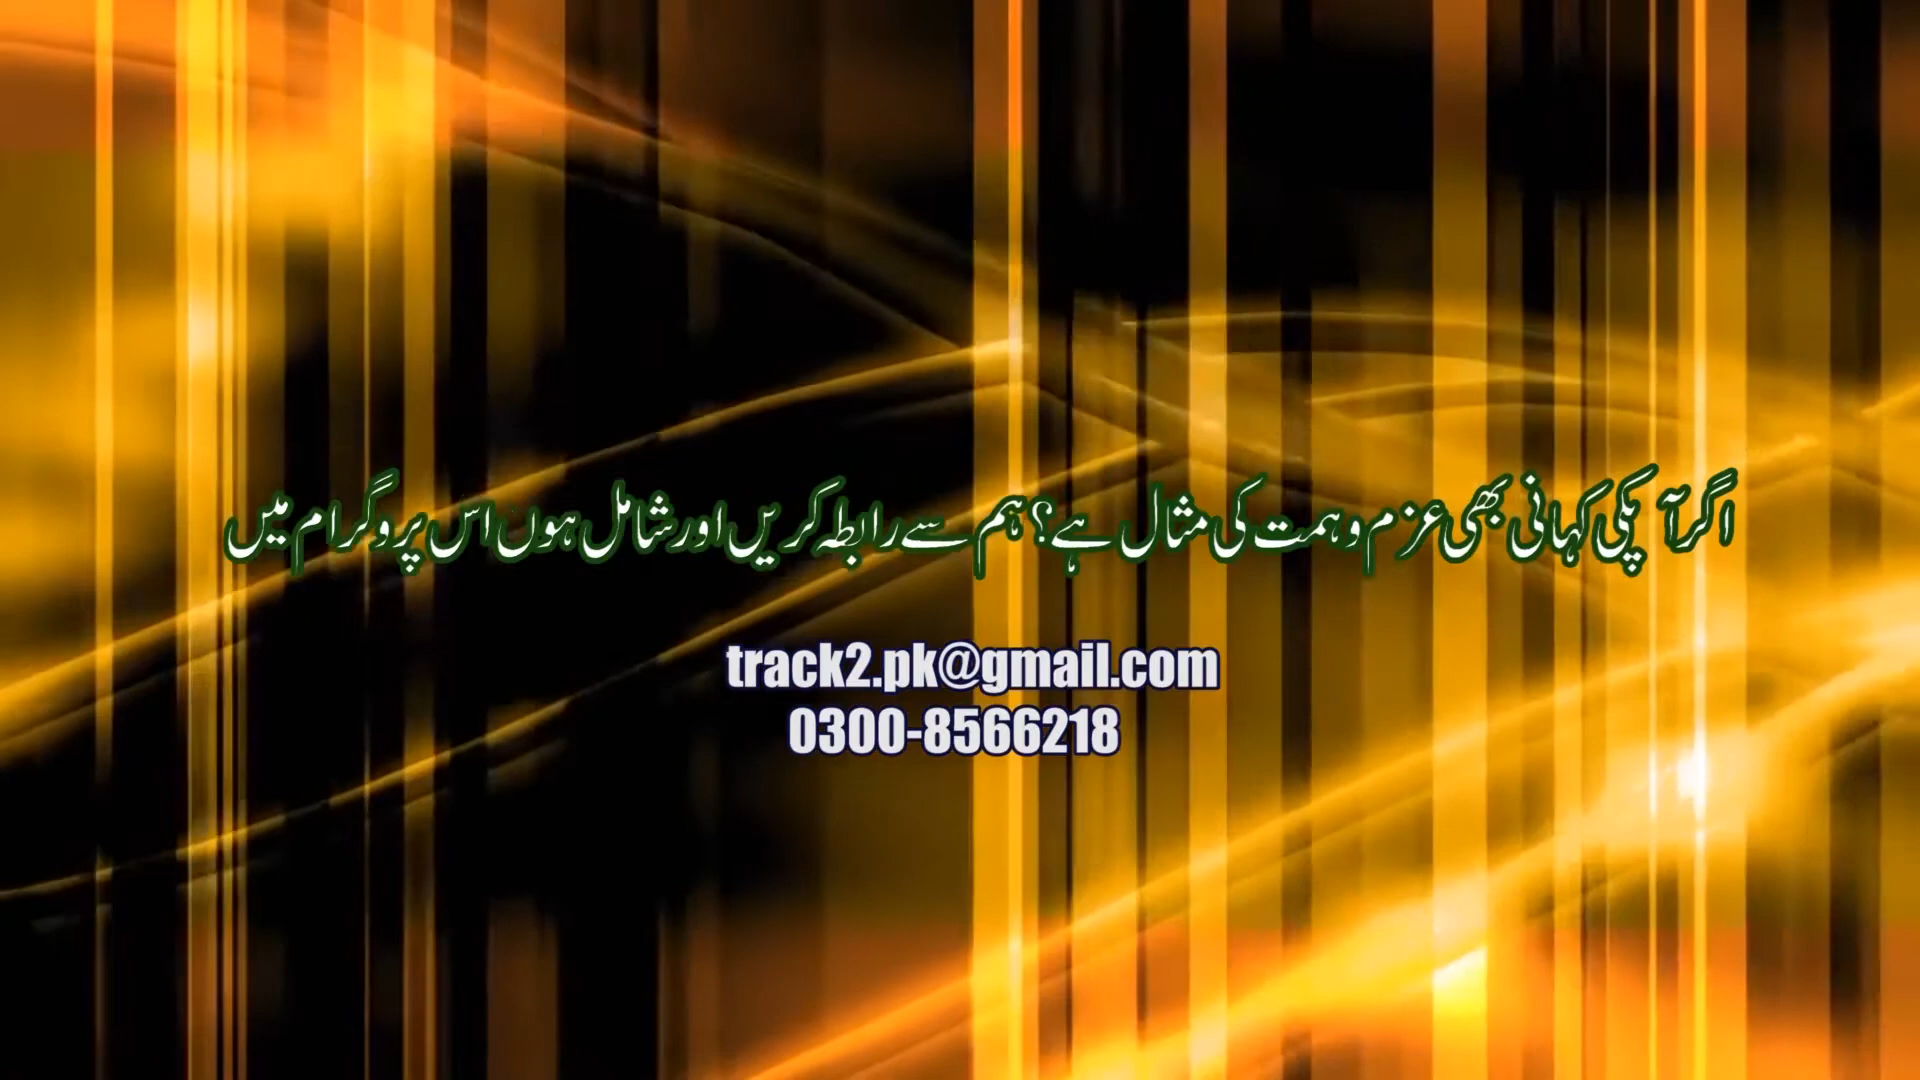 اگر آپکی کہانی بھی عزم و ہمت کی مثال ہے؟ ہم سے رابطہ کریں اور شامل ہوں اس پروگرام میں
track2.pk@gmail.com
0300-8566218